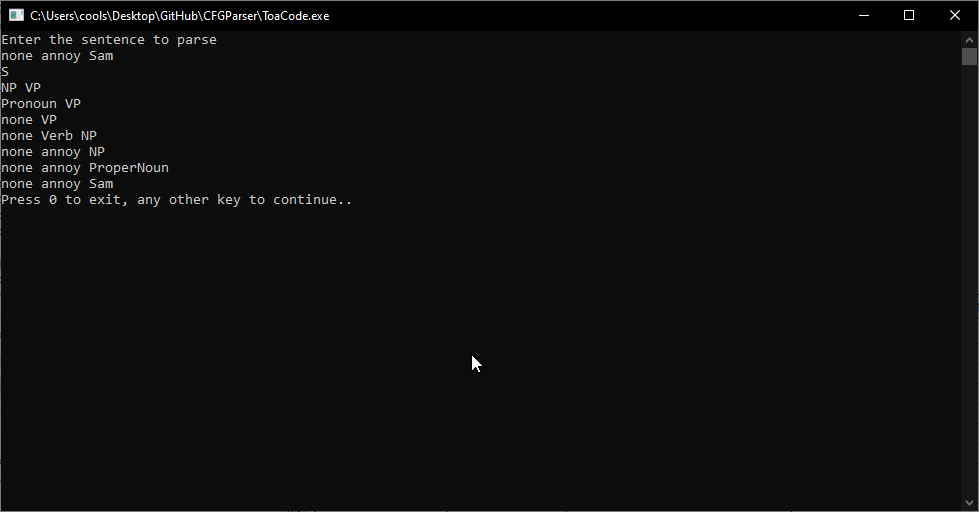 C:\Users\cools\Desktop\GitHub\CFGParser\ToaCode.exe
Enter the sentence to parse
none annoy Sam
S
NP VP
Pronoun VP
none VP
none Verb NP
none annoy NP
none annoy ProperNoun
none annoy Sam
Press 0 to exit, any other key to continue..